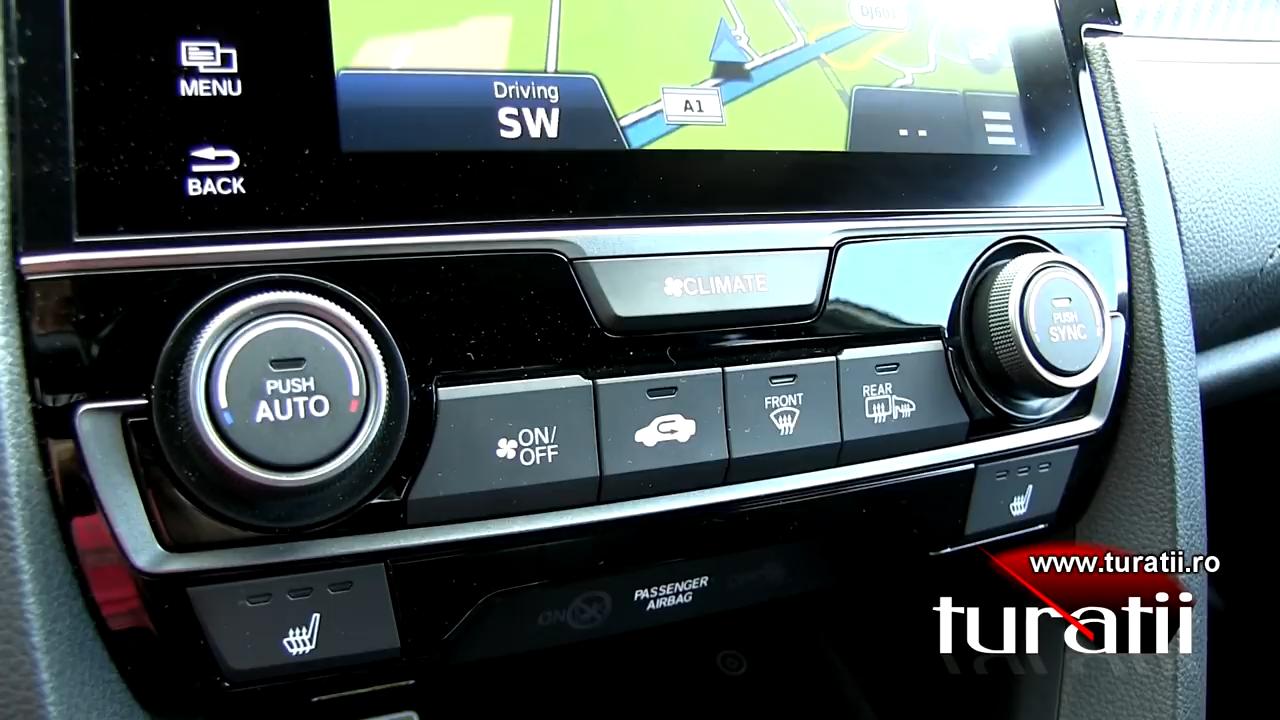 MENU
BACK
Driving
SW
A1
CLIMATE
PUSH
AUTO
ON/
OFF
FRONT
REAR
PUSH
SYNC
PASSENGER
AIRBAG
ON
www.turatii.ro
turatii